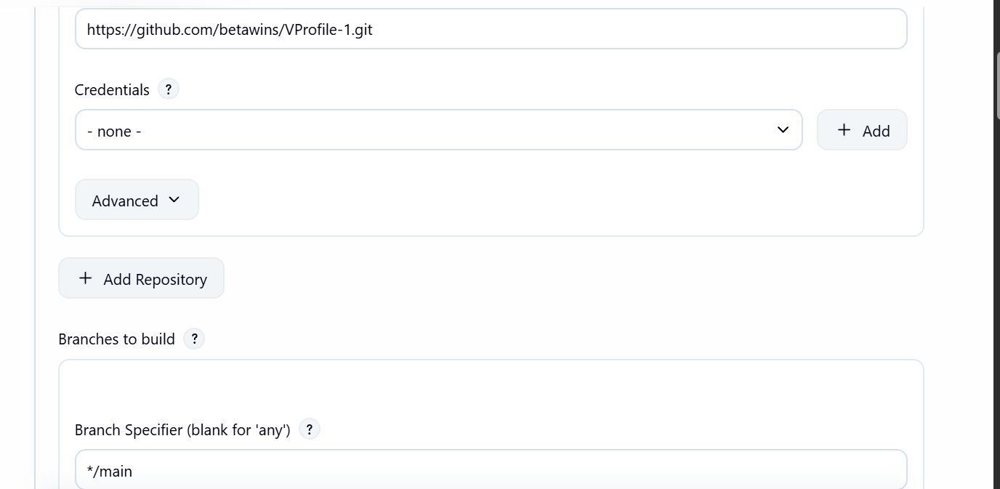 https://github.com/betawins/VProfile-1.git
Credentials ?
- none -
+ Add
Advanced
+ Add Repository
Branches to build ?
Branch Specifier (blank for 'any') ?
*/main